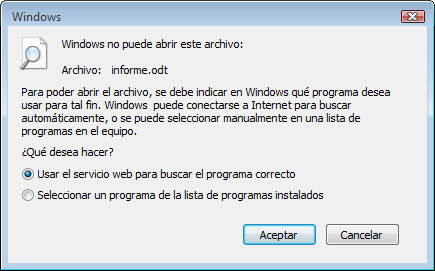 Windows
Windows no puede abrir este archivo:
Archivo: informe.odt
Para poder abrir el archivo, se debe indicar en Windows qué programa desea
usar para tal fin. Windows puede conectarse a Internet para buscar
automáticamente, o se puede seleccionar manualmente en una lista de
programas en el equipo.
¿Qué desea hacer?
Usar el servicio web para buscar el programa correcto
Seleccionar un programa de la lista de programas instalados
Aceptar
Cancelar